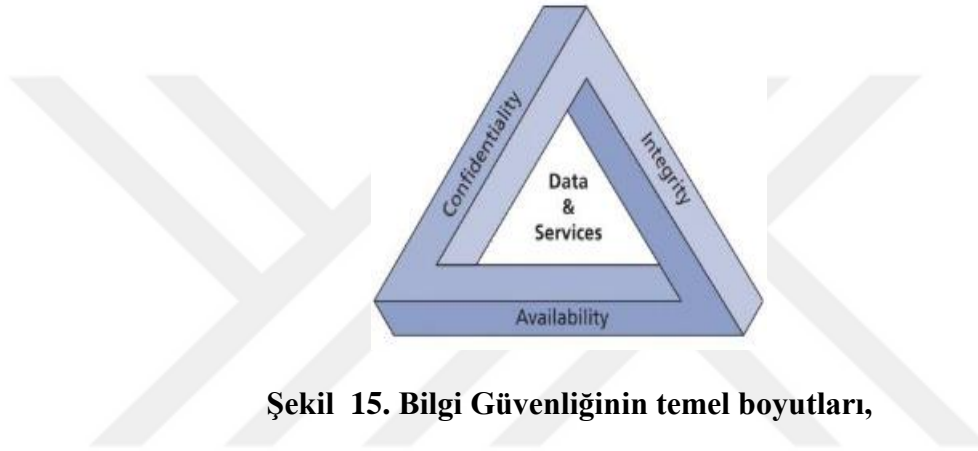 Confidentiality
Integrity
Data
&
Services
Availability
Şekil 15. Bilgi Güvenliğinin temel boyutları,